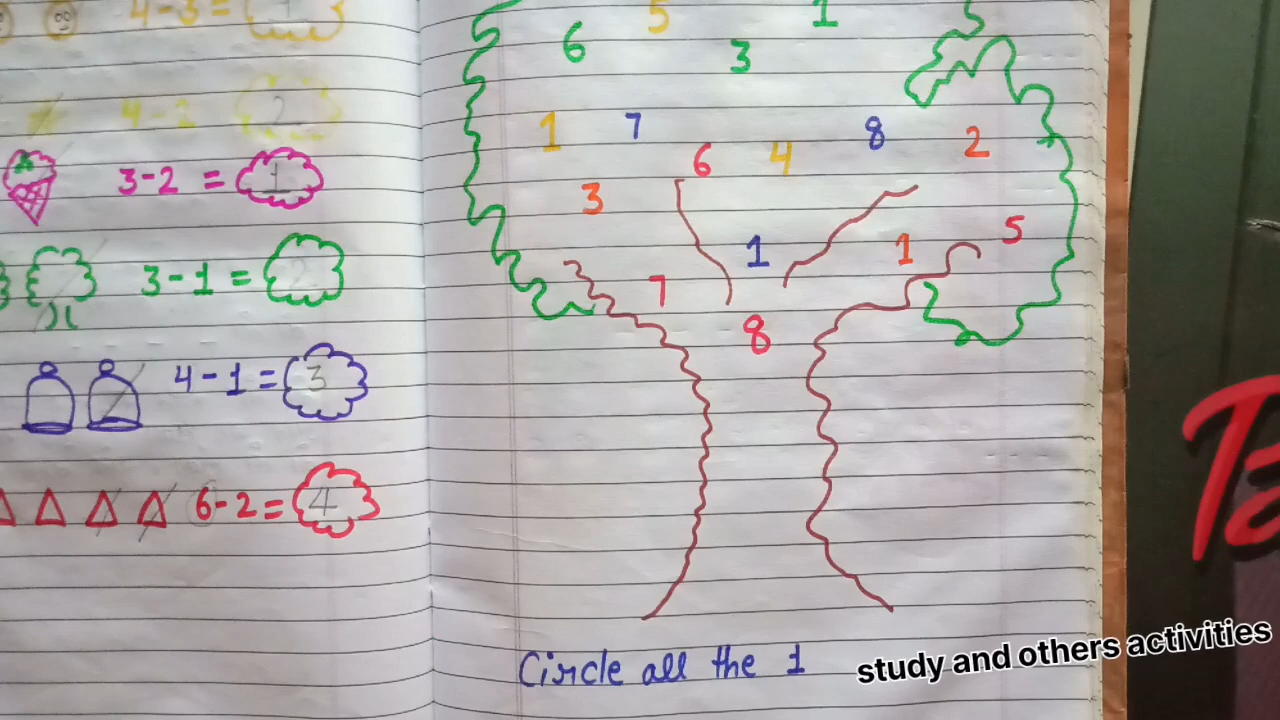 4-3 = 1
4-2 2
3-2 = 1
3-1 = 2
4-1 = 3
6-2 = 4
5 1
6 3
1 7 8
6 4 2
3
1 1 5
7
8
Circle all the 1
study and others activities